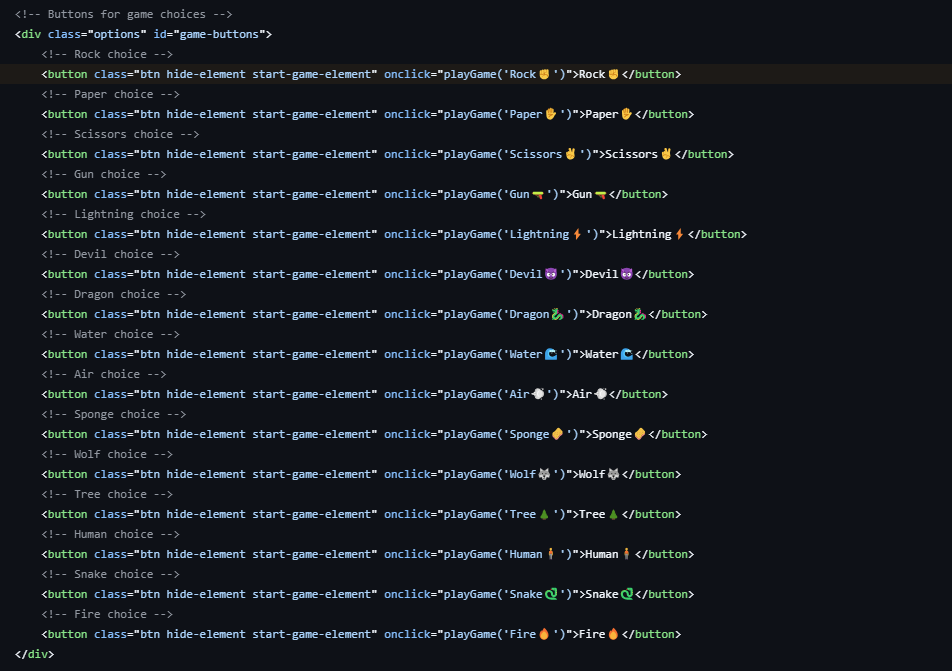 <!-- Buttons for game choices -->
<div class="options" id="game-buttons">
<!-- Rock choice -->
<button class="btn hide-element start-game-element" onclick="playGame('Rock✊')">Rock✊</button>
<!-- Paper choice -->
<button class="btn hide-element start-game-element" onclick="playGame('Paper✋')">Paper✋</button>
<!-- Scissors choice -->
<button class="btn hide-element start-game-element" onclick="playGame('Scissors✌')">Scissors✌</button>
<!-- Gun choice -->
<button class="btn hide-element start-game-element" onclick="playGame('Gun🔫')">Gun🔫</button>
<!-- Lightning choice -->
<button class="btn hide-element start-game-element" onclick="playGame('Lightning⚡')">Lightning⚡</button>
<!-- Devil choice -->
<button class="btn hide-element start-game-element" onclick="playGame('Devil😈')">Devil😈</button>
<!-- Dragon choice -->
<button class="btn hide-element start-game-element" onclick="playGame('Dragon🐉')">Dragon🐉</button>
<!-- Water choice -->
<button class="btn hide-element start-game-element" onclick="playGame('Water🌊')">Water🌊</button>
<!-- Air choice -->
<button class="btn hide-element start-game-element" onclick="playGame('Air💨')">Air💨</button>
<!-- Sponge choice -->
<button class="btn hide-element start-game-element" onclick="playGame('Sponge🧽')">Sponge🧽</button>
<!-- Wolf choice -->
<button class="btn hide-element start-game-element" onclick="playGame('Wolf🐺')">Wolf🐺</button>
<!-- Tree choice -->
<button class="btn hide-element start-game-element" onclick="playGame('Tree🌲')">Tree🌲</button>
<!-- Human choice -->
<button class="btn hide-element start-game-element" onclick="playGame('Human🧍')">Human🧍</button>
<!-- Snake choice -->
<button class="btn hide-element start-game-element" onclick="playGame('Snake🐍')">Snake🐍</button>
<!-- Fire choice -->
<button class="btn hide-element start-game-element" onclick="playGame('Fire🔥')">Fire🔥</button>
</div>